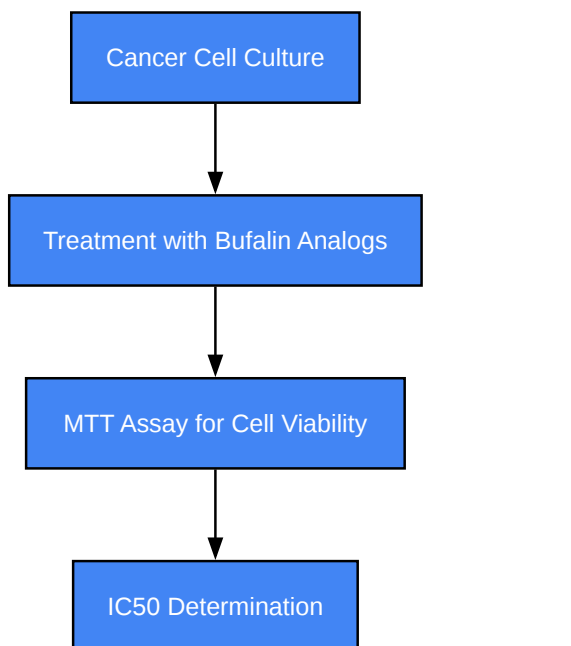 Cancer Cell Culture
Treatment with Bufalin Analogs
MTT Assay for Cell Viability
IC50 Determination